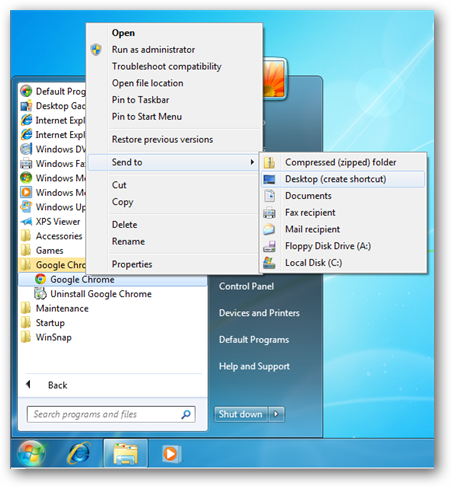 Open
Run as administrator
Troubleshoot compatibility
Open file location
Pin to Taskbar
Pin to Start Menu
Restore previous versions
Send to
Cut
Copy
Delete
Rename
Properties
Compressed (zipped) folder
Desktop (create shortcut)
Documents
Fax recipient
Mail recipient
Floppy Disk Drive (A:)
Local Disk (C:)
Default Prog
Desktop Gad
Internet Expl
Internet Expl
Windows DV
Windows Fa
Windows Me
Windows Up
XPS Viewer
Accessories
Games
Google Chro
Google Chrome
Uninstall Google Chrome
Maintenance
Startup
WinSnap
Back
Search programs and files
Control Panel
Devices and Printers
Default Programs
Help and Support
Shut down